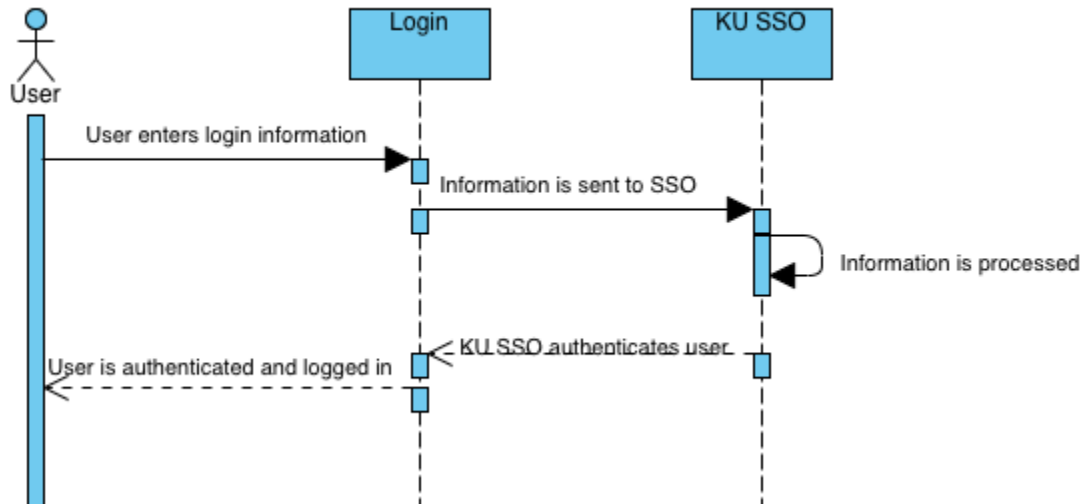 Login
KU SSO
User
User enters login information
Information is sent to SSO
Information is processed
KU SSO authenticates user
User is authenticated and logged in